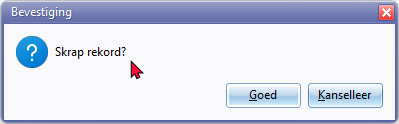 Bevestiging
Skrap rekord?
Goed Kanselleer